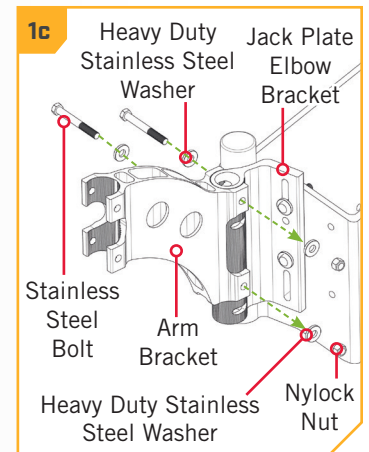 1c
Heavy Duty
Stainless Steel
Washer
Jack Plate
Elbow
Bracket
Stainless
Steel
Bolt
Arm
Bracket
Heavy Duty Stainless
Steel Washer
Nylock
Nut